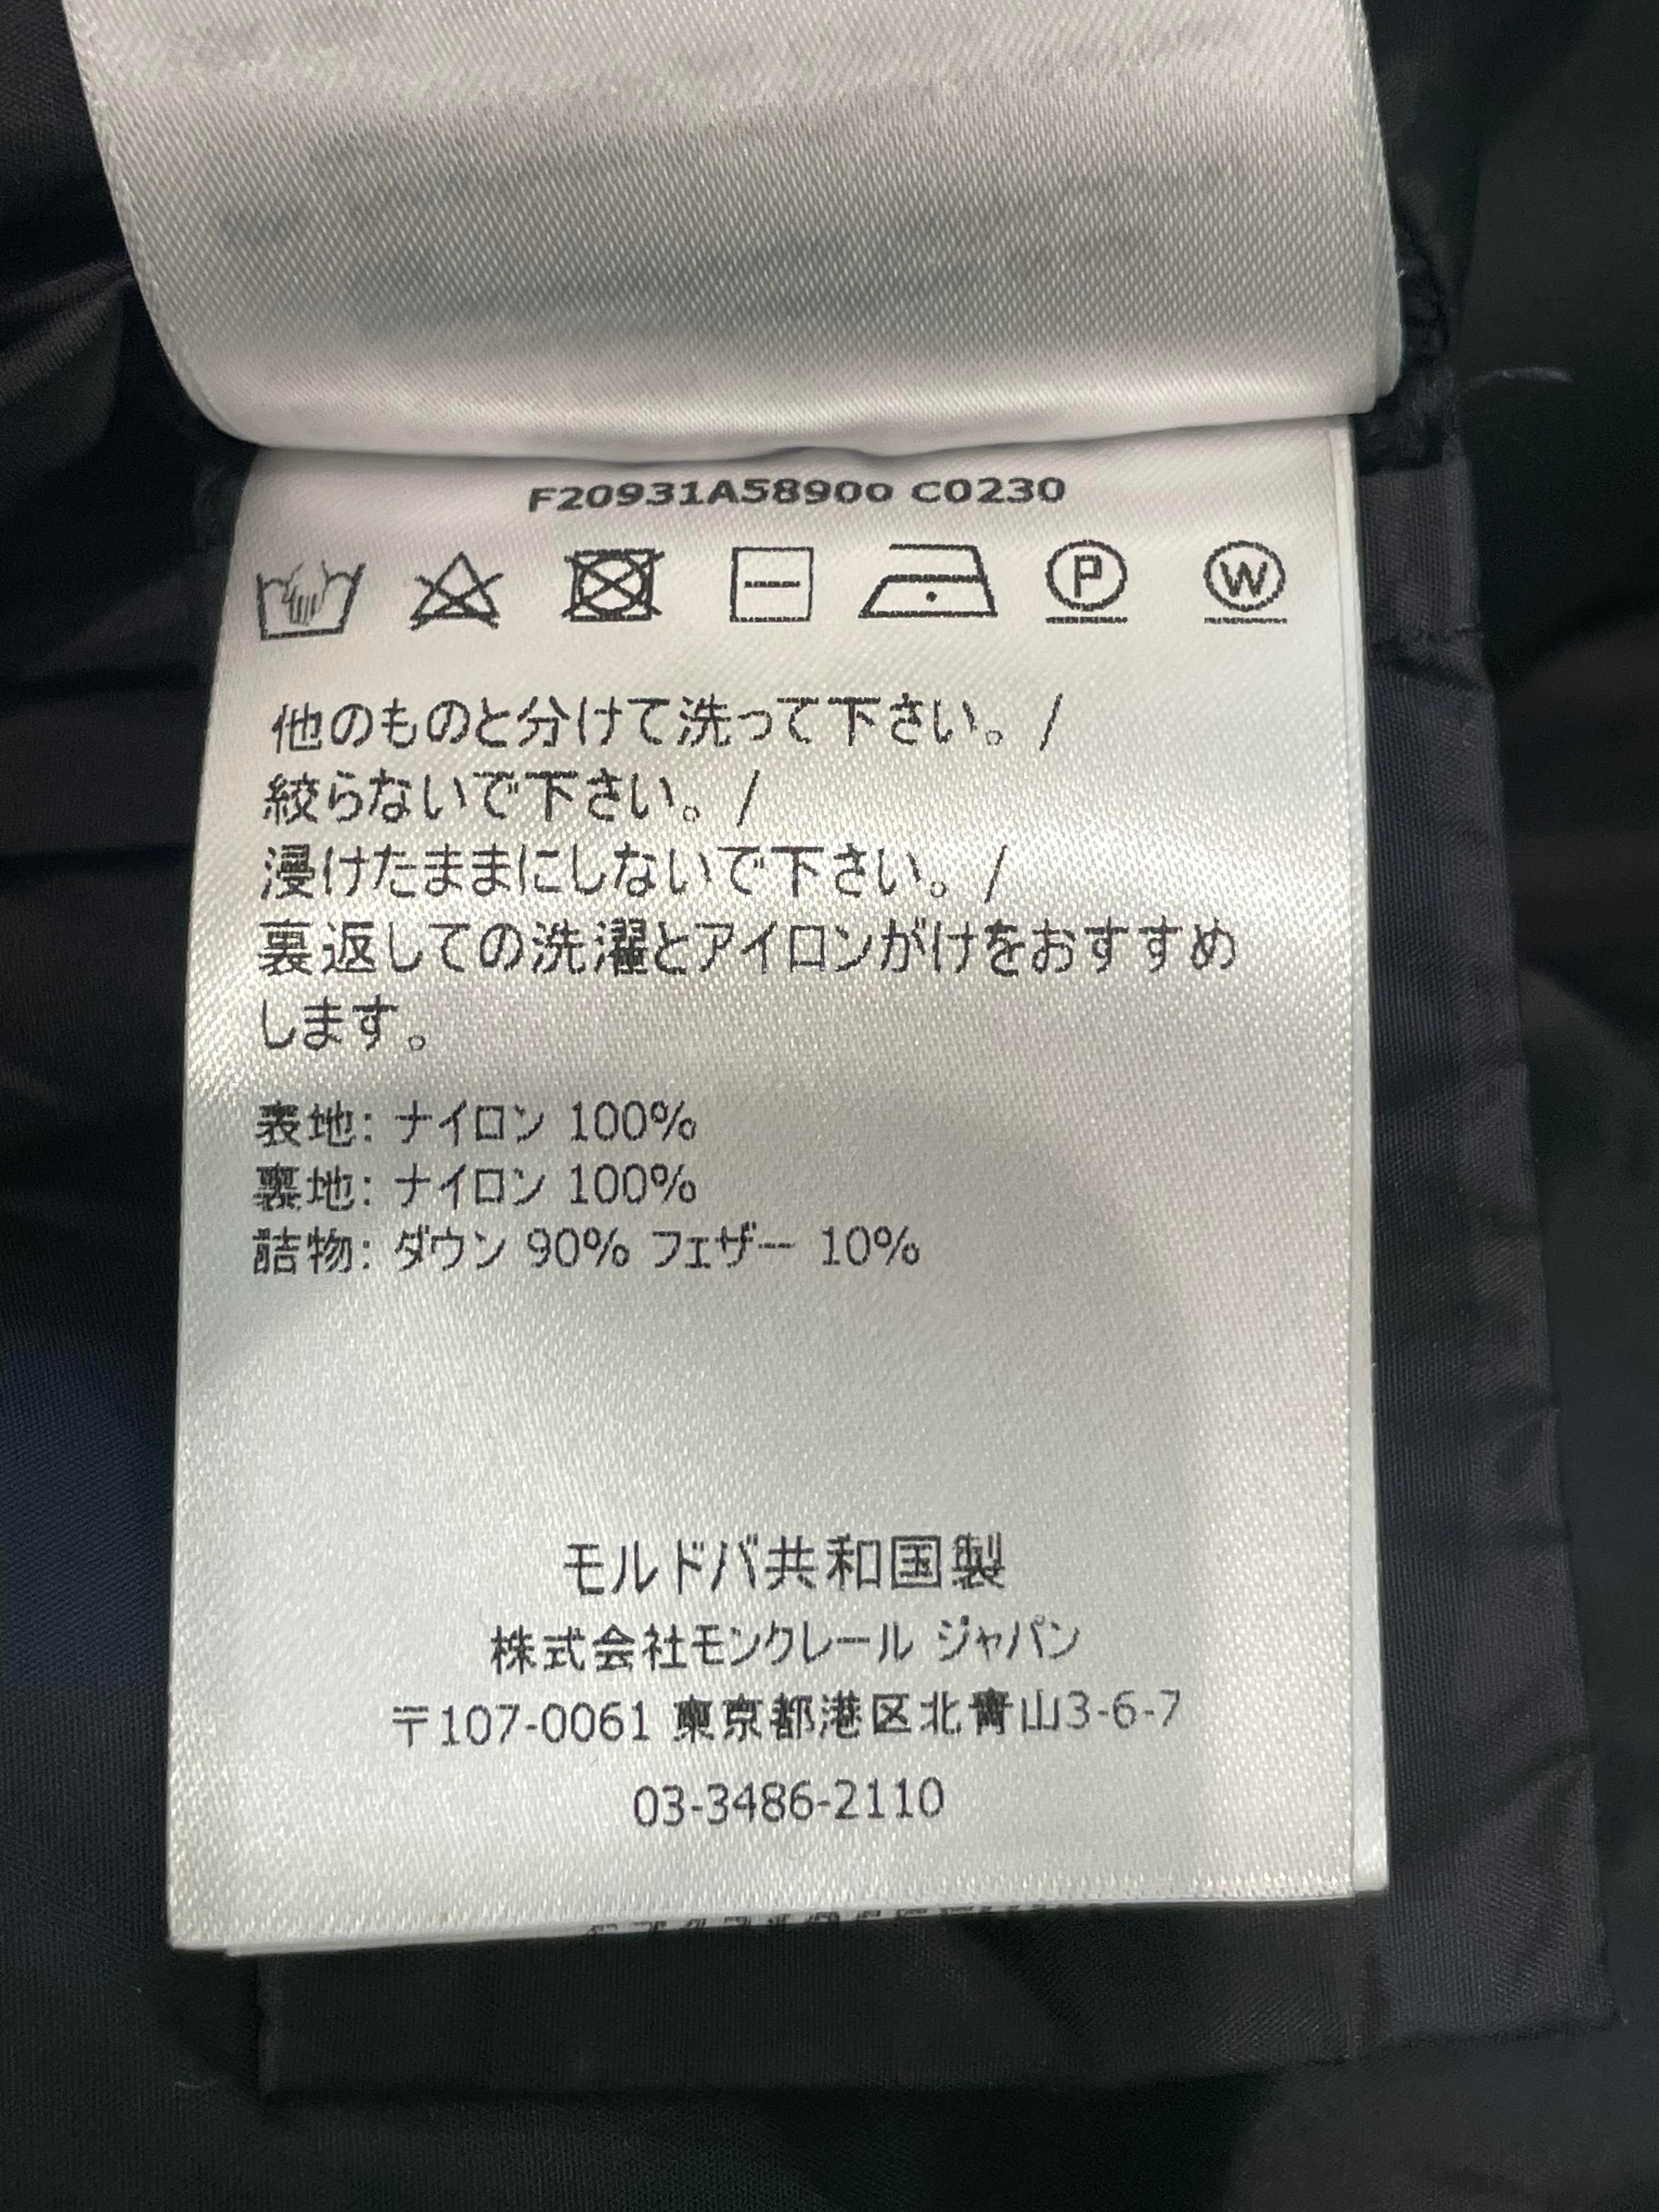 F20931A58900 C0230
P W
他のものと分けて洗って下さい。/
絞らないで下さい。/
浸けたままにしないで下さい。/
裏返しての洗濯とアイロンがけをおすすめ
します。
表地: ナイロン 100%
裏地: ナイロン 100%
詰物: ダウン 90% フェザー 10%
モルドバ共和国製
株式会社モンクレール ジャパン
〒107-0061 東京都港区北青山3-6-7
03-3486-2110